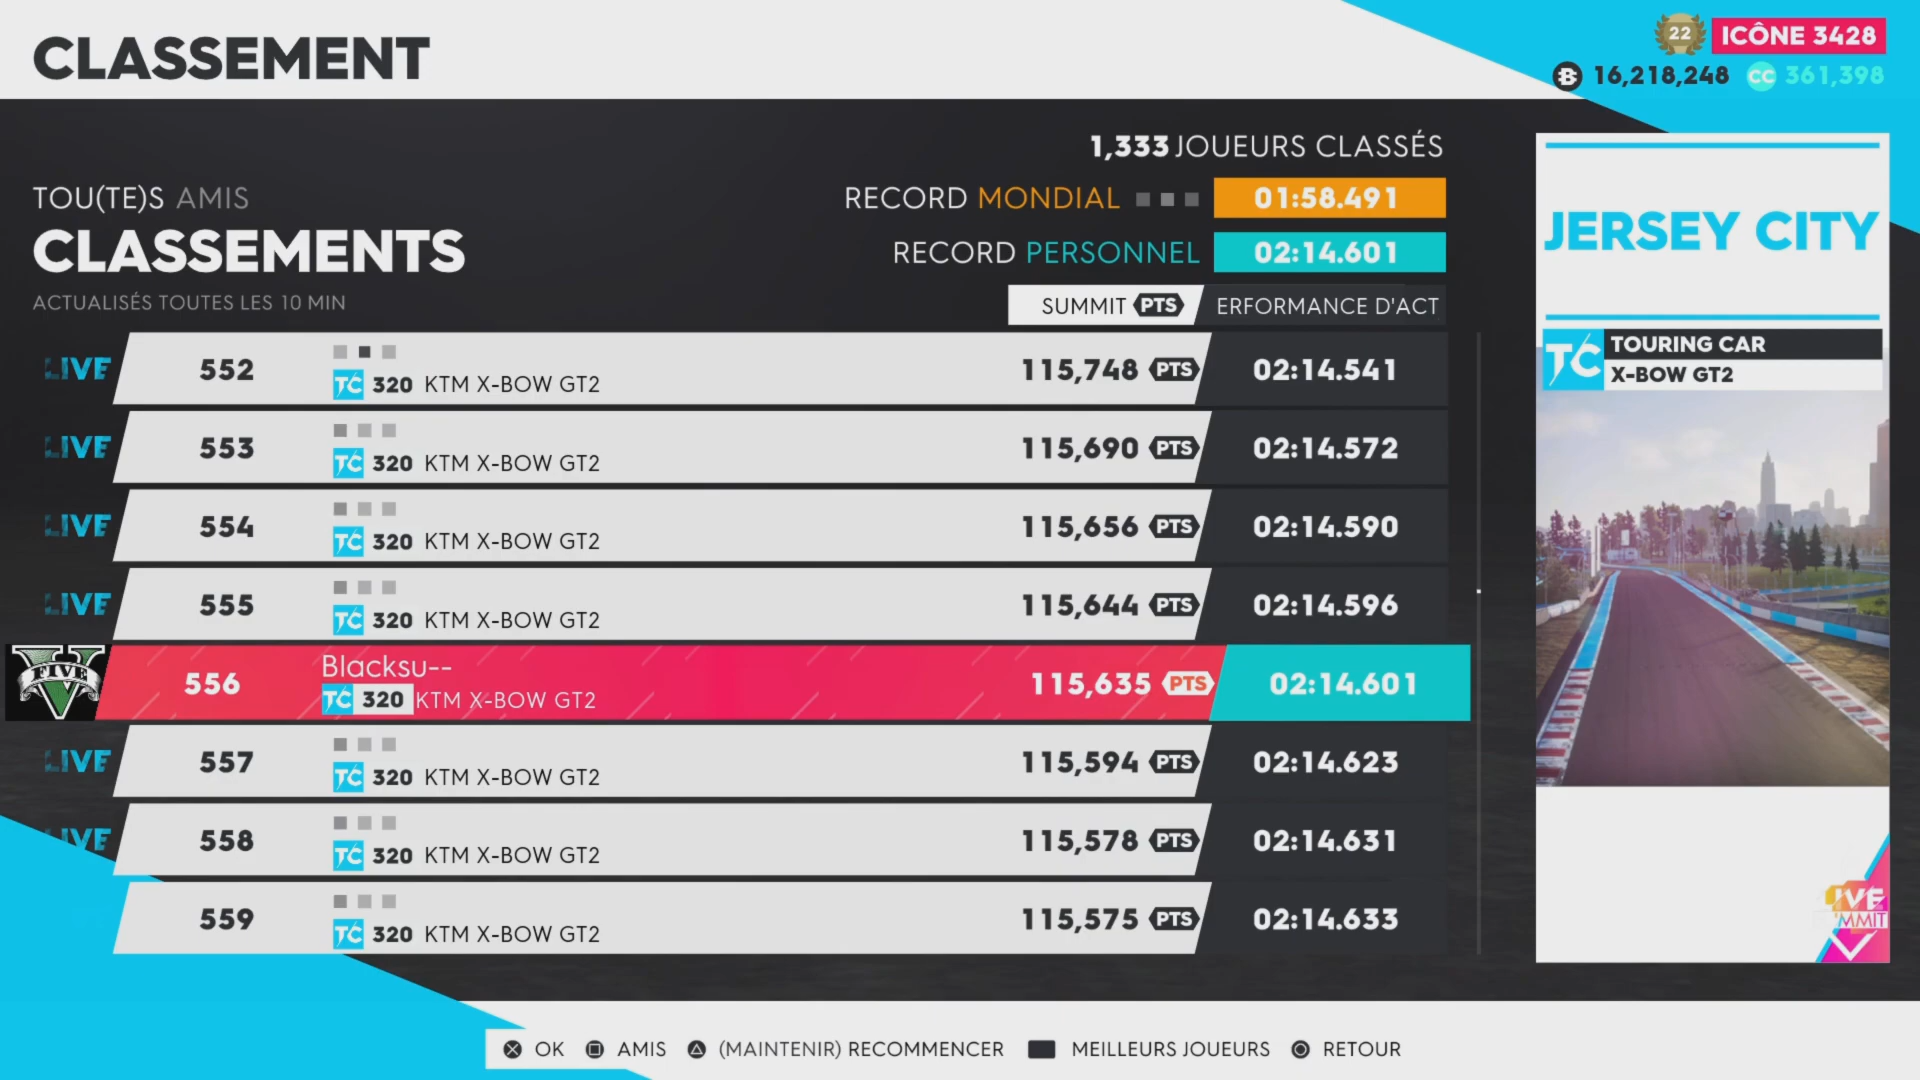 CLASSEMENT
22 ICÔNE 3428
16,218,248 CC 361,398
1,333 JOUEURS CLASSÉS
TOU(TE)S AMIS
RECORD MONDIAL 01:58.491
CLASSEMENTS
RECORD PERSONNEL 02:14.601
ACTUALISÉS TOUTES LES 10 MIN
SUMMIT PTS ERFORMANCE D'ACT
LIVE 552 115,748 PTS 02:14.541
TC 320 KTM X-BOW GT2
LIVE 553 115,690 PTS 02:14.572
TC 320 KTM X-BOW GT2
LIVE 554 115,656 PTS 02:14.590
TC 320 KTM X-BOW GT2
LIVE 555 115,644 PTS 02:14.596
TC 320 KTM X-BOW GT2
V FIVE 556 Blacksu-- 115,635 PTS 02:14.601
TC 320 KTM X-BOW GT2
LIVE 557 115,594 PTS 02:14.623
TC 320 KTM X-BOW GT2
IVE 558 115,578 PTS 02:14.631
TC 320 KTM X-BOW GT2
559 115,575 PTS 02:14.633
TC 320 KTM X-BOW GT2
JERSEY CITY
TC TOURING CAR
X-BOW GT2
IVE
MMIT
OK AMIS (MAINTENIR) RECOMMENCER MEILLEURS JOUEURS RETOUR